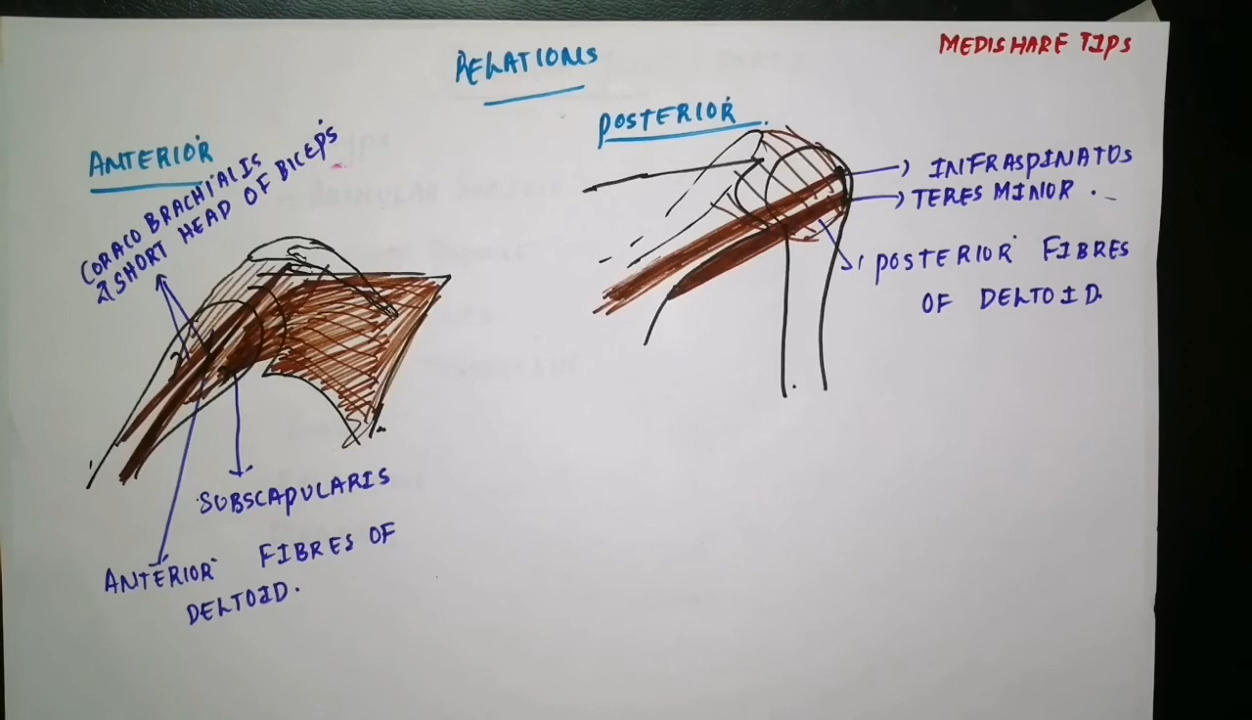 RELATIONS
MEDISHARE TIPS
ANTERIOR
CORACO BRACHIALIS
& SHORT HEAD OF BICEPS
SUBSCAPULARIS
ANTERIOR FIBRES OF
DELTOID.
POSTERIOR.
INFRASPINATUS
TERES MINOR.
POSTERIOR FIBRES
OF DELTOID.